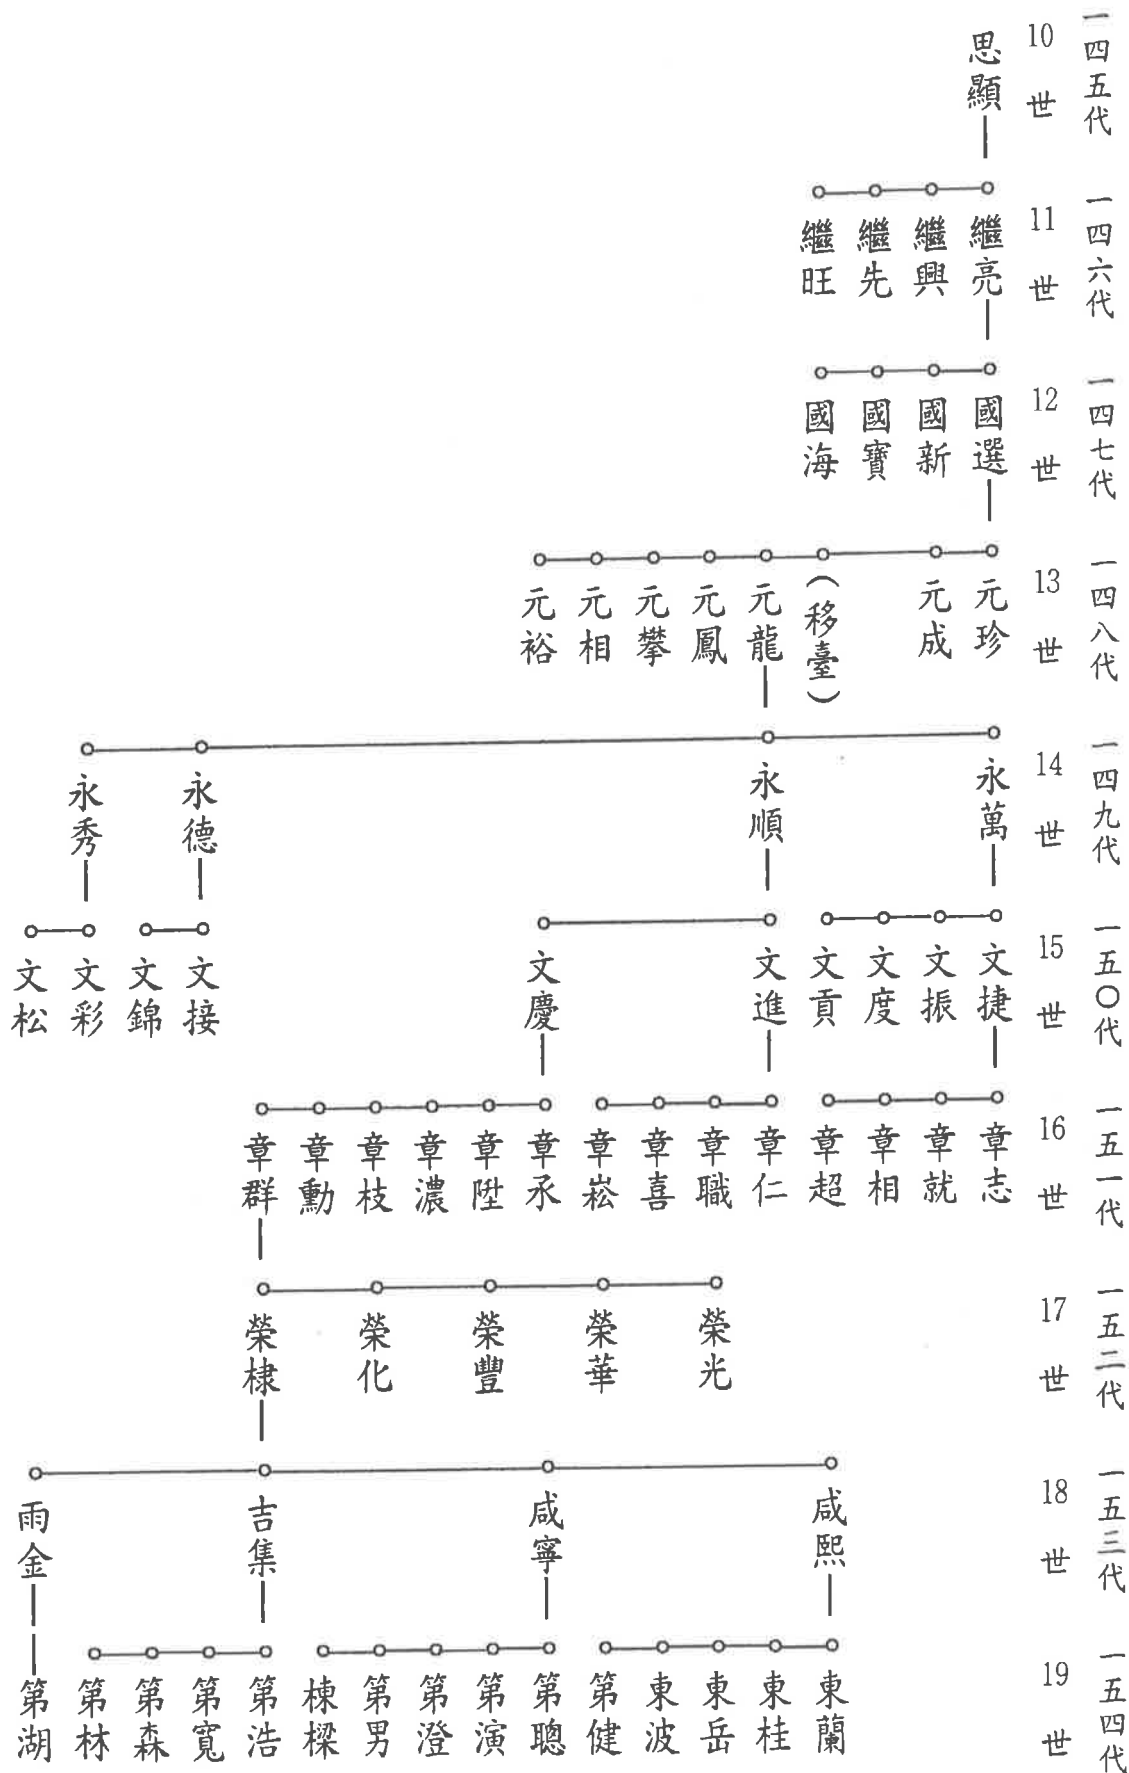 一四五代
10世
思顯
一四六代
11世
繼亮
繼興
繼先
繼旺
一四七代
12世
國選
國新
國寶
國海
一四八代
13世
元珍
元成
（移臺）
元龍
元鳳
元攀
元相
元裕
一四九代
14世
永萬
永順
永德
永秀
一五〇代
15世
文捷
文振
文度
文貢
文進
文慶
文接
文錦
文彩
文松
一五一代
16世
章志
章就
章相
章超
章仁
章職
章喜
章崧
章承
章陞
章濃
章枝
章勳
章群
一五二代
17世
榮光
榮華
榮豐
榮化
榮棣
一五三代
18世
咸熙
咸寧
吉集
雨金
一五四代
19世
東蘭
東桂
東岳
東波
第健
第聰
第演
第澄
第男
棟樑
第浩
第寬
第森
第林
第湖